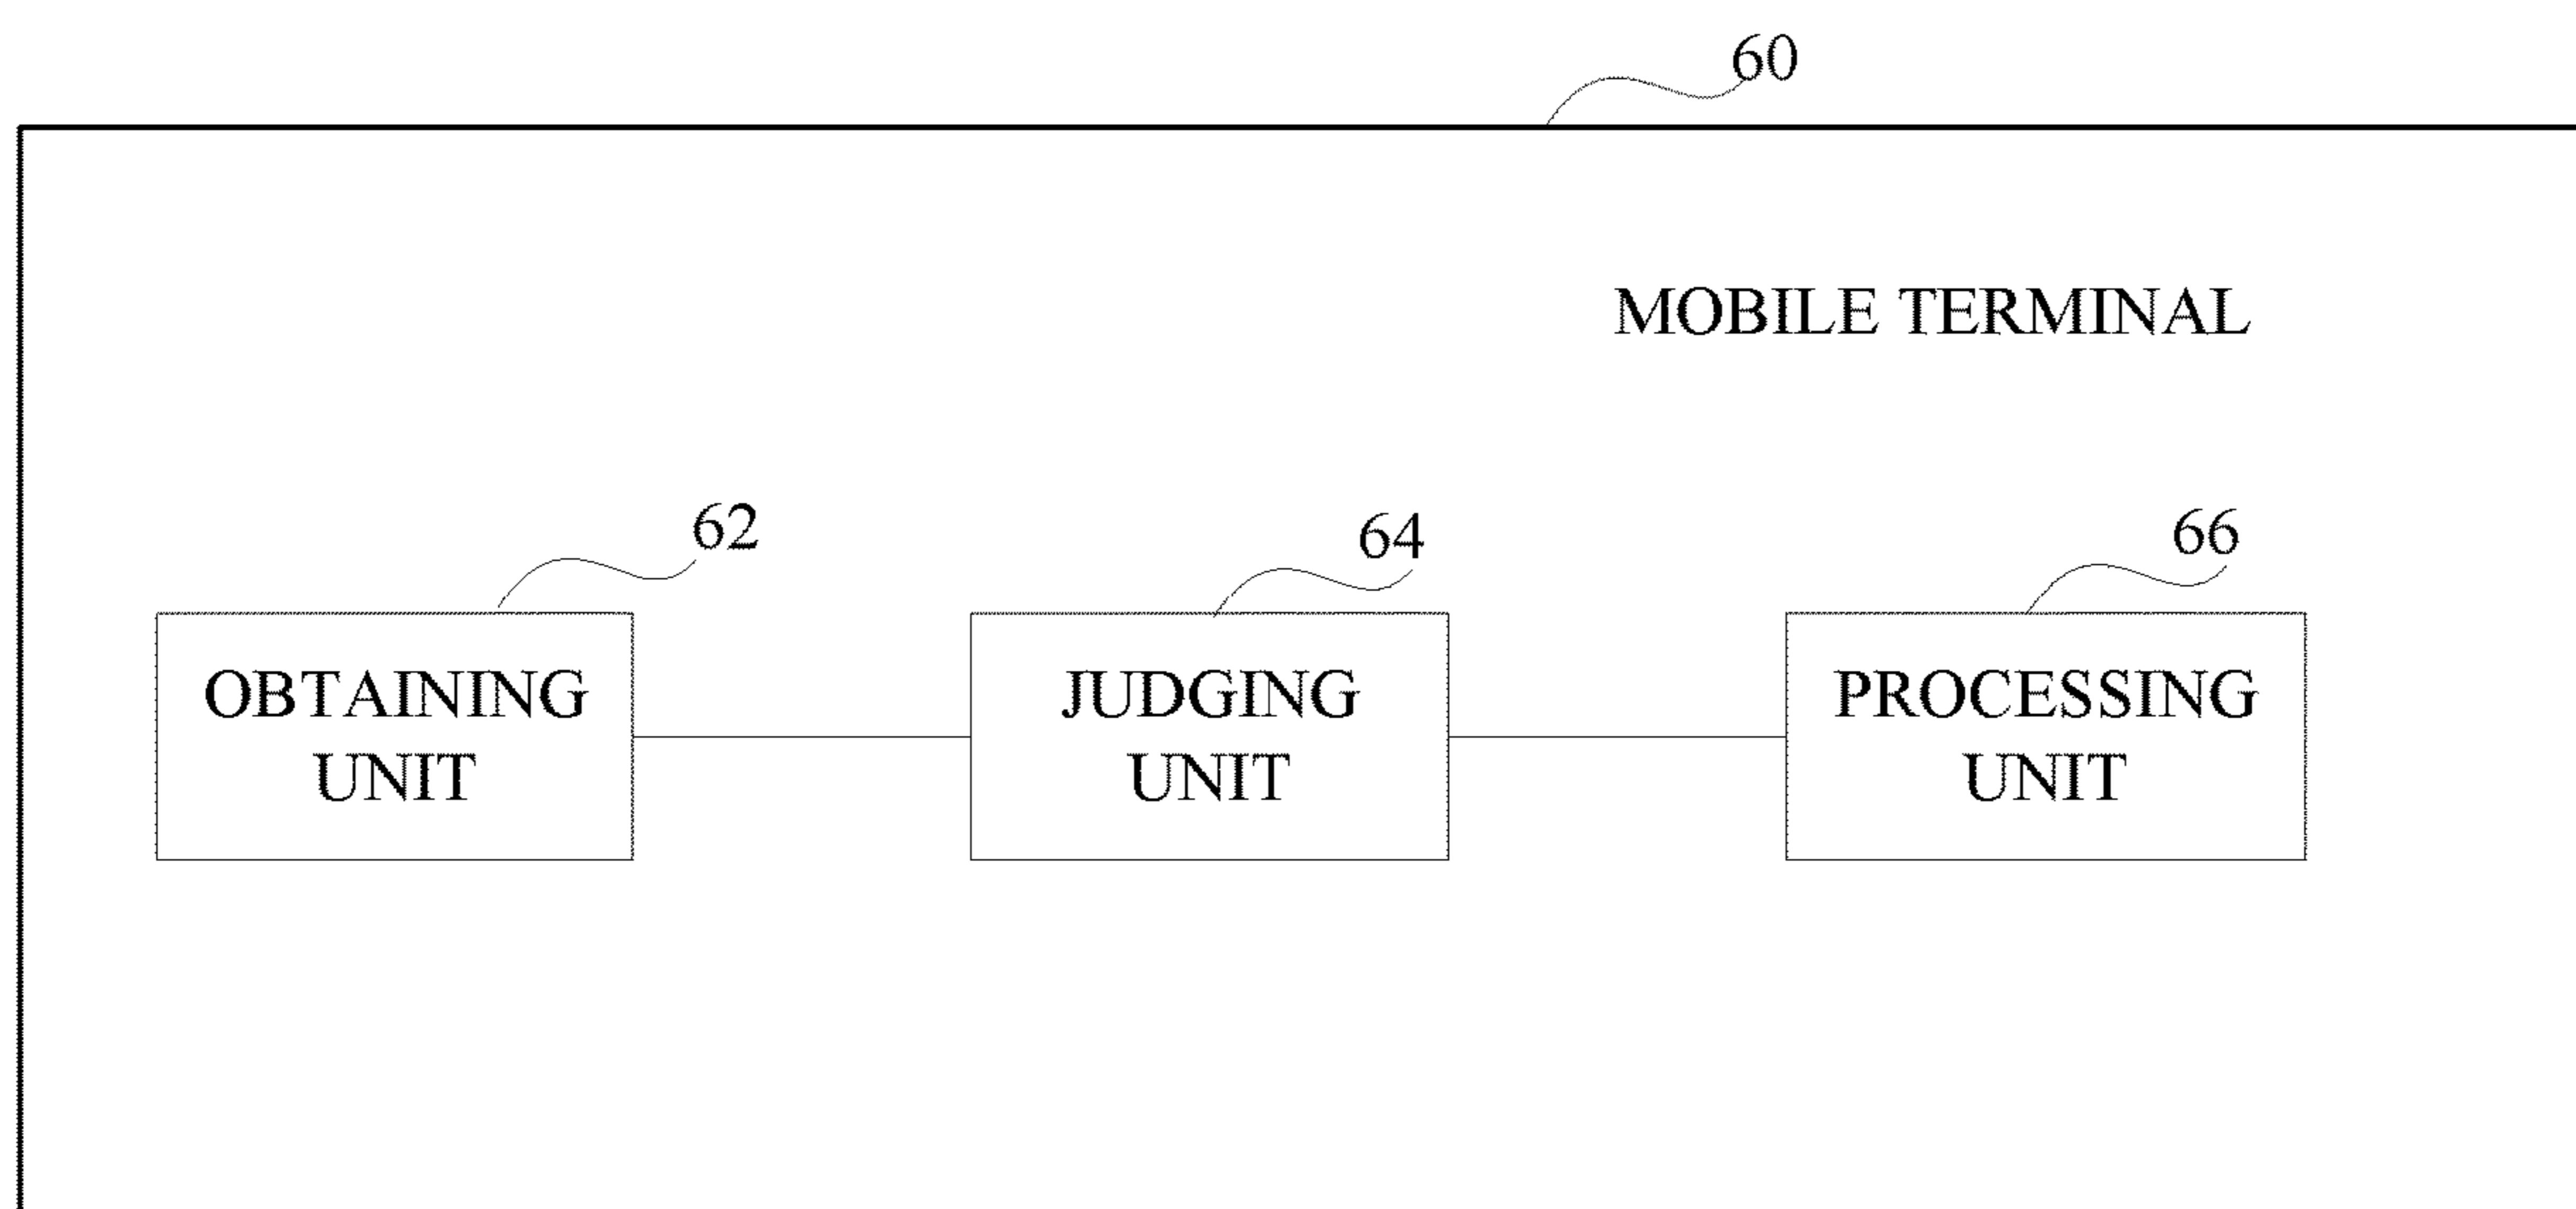 60
MOBILE TERMINAL
62
64
66
OBTAINING
UNIT
JUDGING
UNIT
PROCESSING
UNIT